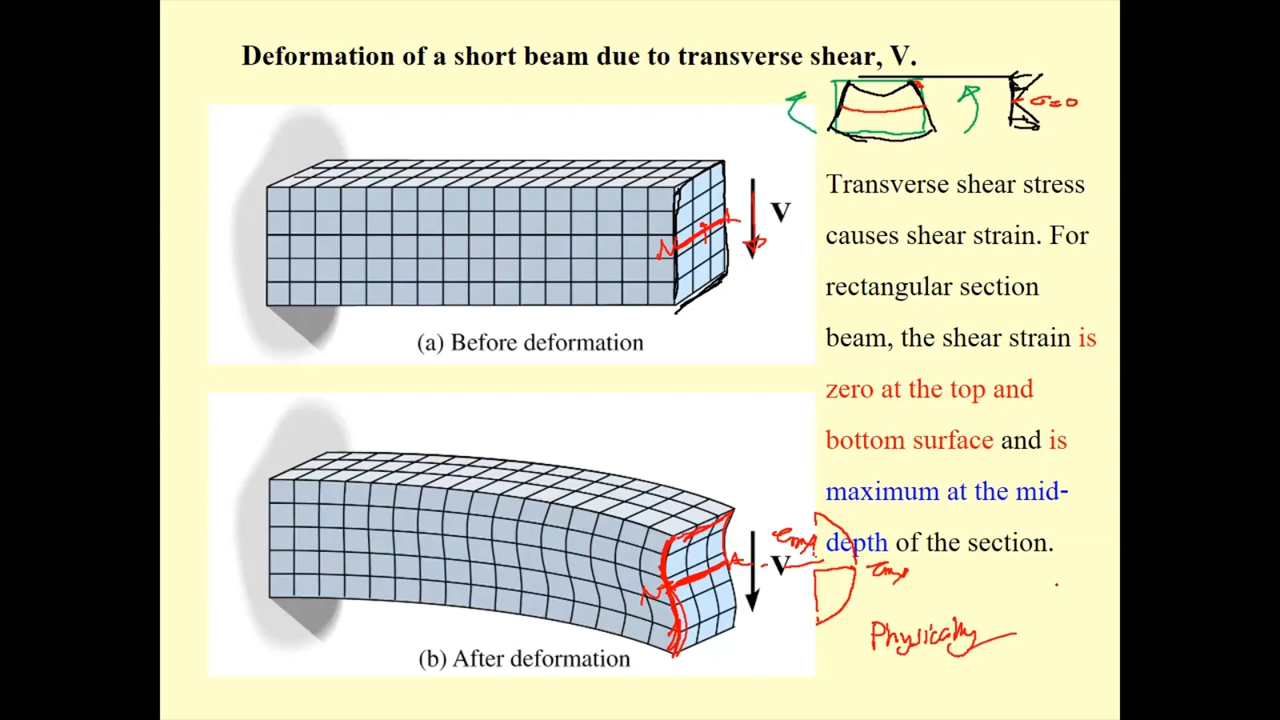 Deformation of a short beam due to transverse shear, V.
σ=0
Transverse shear stress
causes shear strain. For
rectangular section
beam, the shear strain is
zero at the top and
bottom surface and is
maximum at the mid-
depth of the section.
V
N A
(a) Before deformation
V
N A
(b) After deformation
Physically